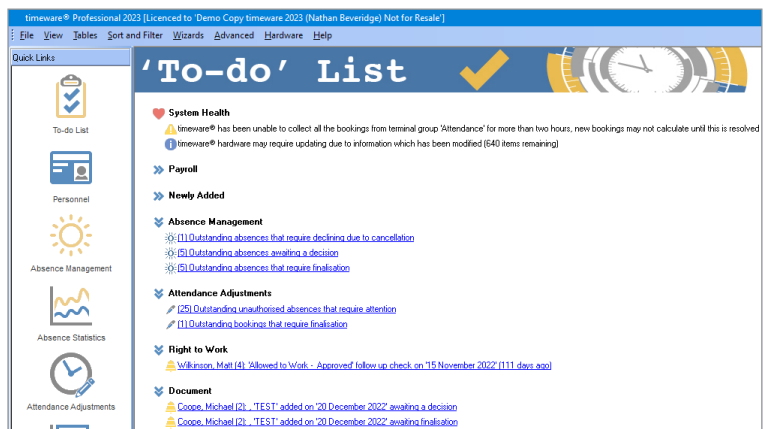 timeware® Professional 2023 [Licenced to 'Demo Copy timeware 2023 (Nathan Beveridge) Not for Resale']
File View Tables Sort and Filter Wizards Advanced Hardware Help
Quick Links
'To-do' List
To-do List
Personnel
Absence Management
Absence Statistics
Attendance Adjustments
System Health
timeware® has been unable to collect all the bookings from terminal group 'Attendance' for more than two hours, new bookings may not calculate until this is resolved
timeware® hardware may require updating due to information which has been modified (640 items remaining)
Payroll
Newly Added
Absence Management
(1) Outstanding absences that require declining due to cancellation
(5) Outstanding absences awaiting a decision
(5) Outstanding absences that require finalisation
Attendance Adjustments
(25) Outstanding unauthorised absences that require attention
(1) Outstanding bookings that require finalisation
Right to Work
Wilkinson, Matt (4): 'Allowed to Work - Approved' follow up check on '15 November 2022' (111 days ago)
Document
Coope, Michael (2): , 'TEST' added on '20 December 2022' awaiting a decision
Coope, Michael (2): , 'TEST' added on '20 December 2022' awaiting finalisation